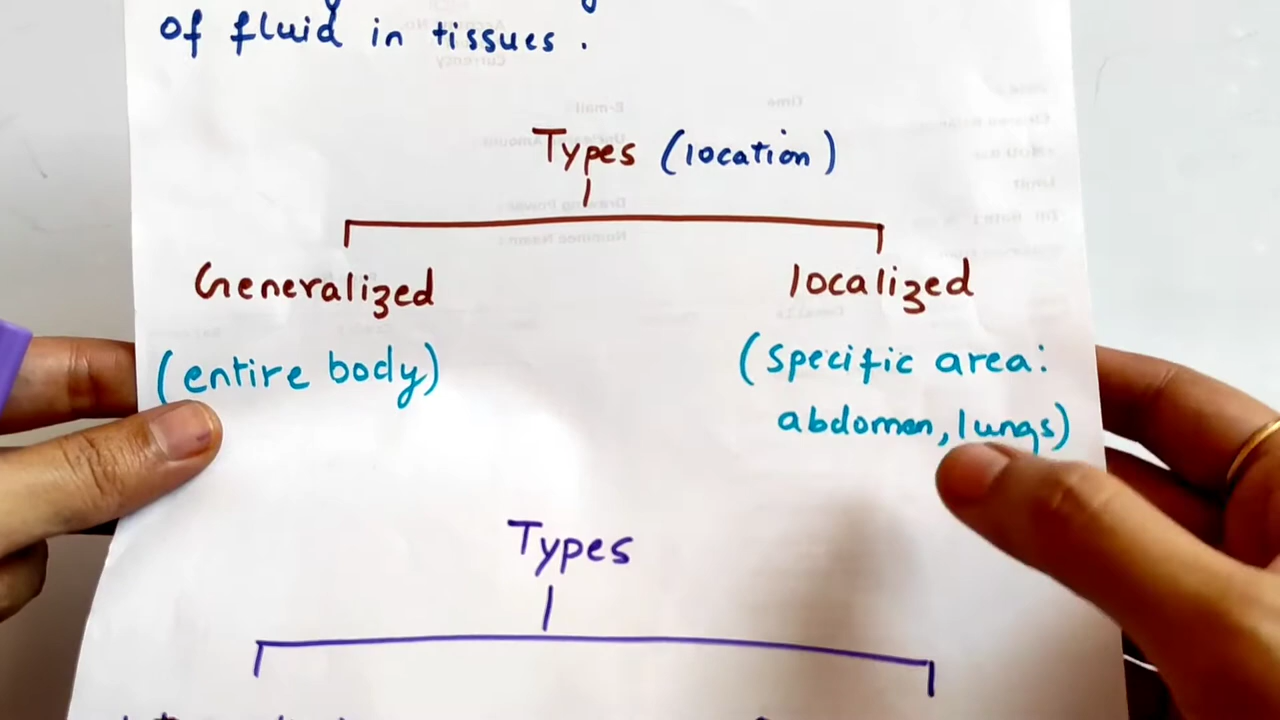 of fluid in tissues.
Types (location)
Generalized
localized
(entire body)
(specific area:
abdomen, lungs)
Types